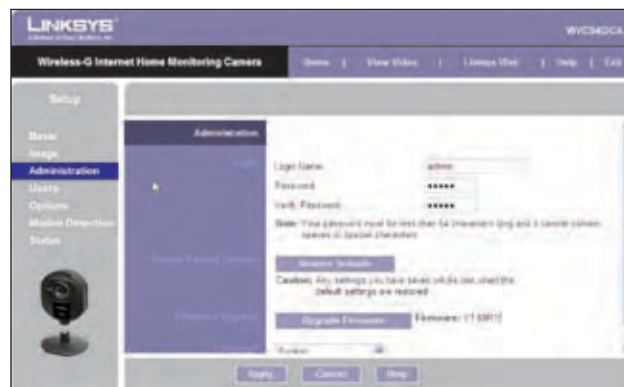 LINKSYS
Wireless-G Internet Home Monitoring Camera
Home | View Video | Linksys Web | Help | Exit
Setup
Basic
Image
Administration
Users
Options
Motion Detection
Status
Administration
Login
Login Name: admin
Password:
Verify Password:
Note: Your password must be less than 64 characters long and it cannot contain
spaces or special characters
Restore Defaults
Caution: Any settings you have saved will be lost when the
default settings are restored
Firmware Upgrade
Upgrade Firmware Firmware:
Apply Cancel Help